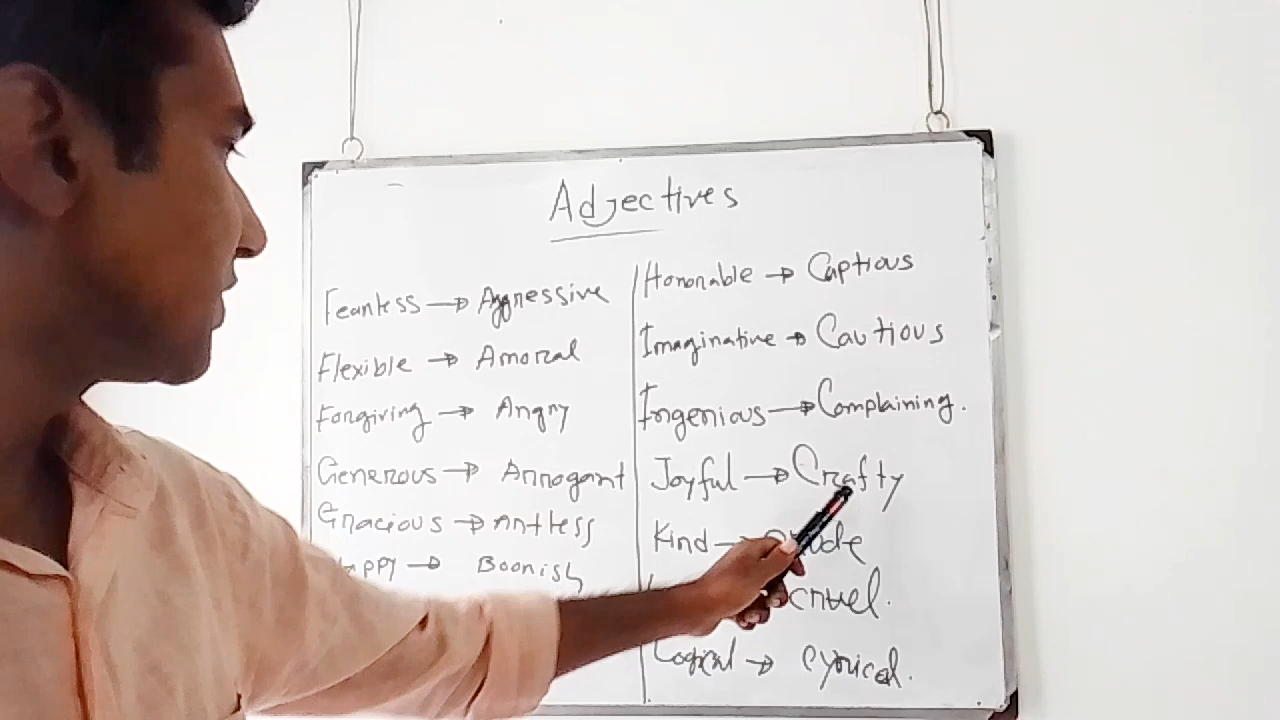 Adjectives
Fearless → Aggressive
Flexible → Amoral
Forgiving → Angry
Generous → Arrogant
Gracious → Artless
→ Boorish
Honorable → Captious
Imaginative → Cautious
Ingenious → Complaining.
Joyful → Crafty
Kind →
cruel.
Logical → Cynical.